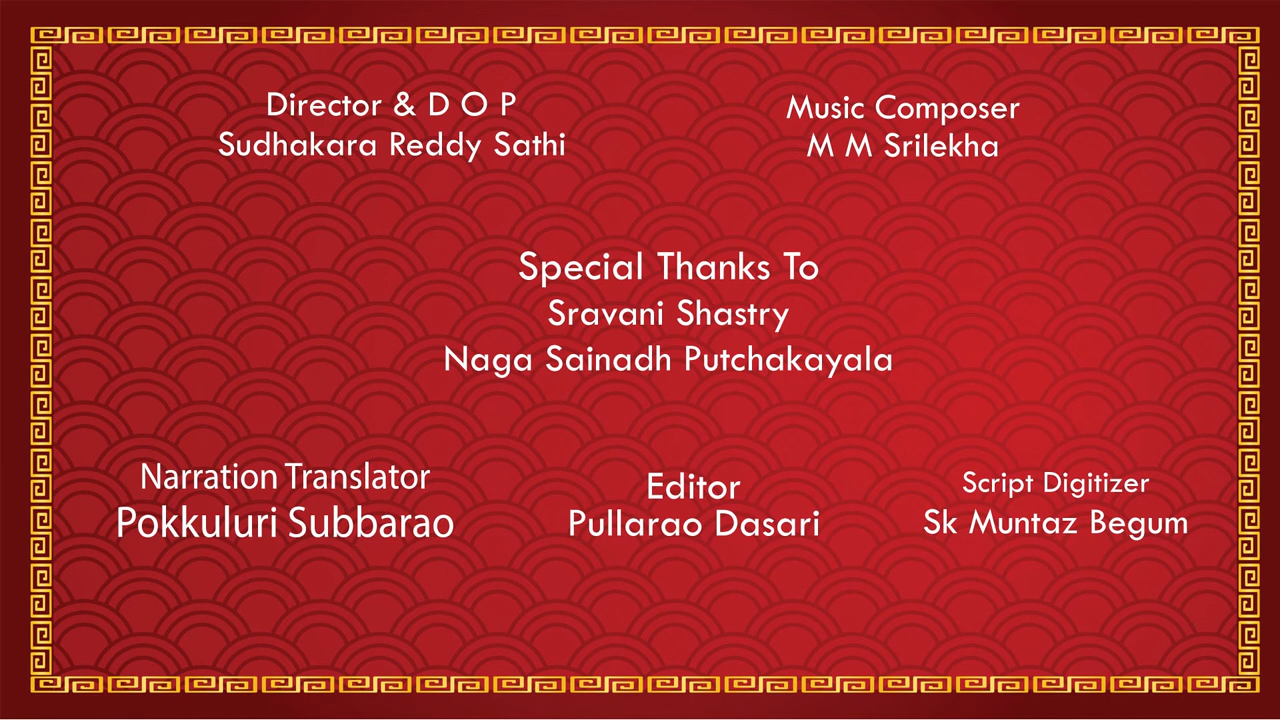 Director & D O P
Sudhakara Reddy Sathi
Music Composer
M M Srilekha
Special Thanks To
Sravani Shastry
Naga Sainadh Putchakayala
Narration Translator
Pokkuluri Subbarao
Editor
Pullarao Dasari
Script Digitizer
Sk Muntaz Begum